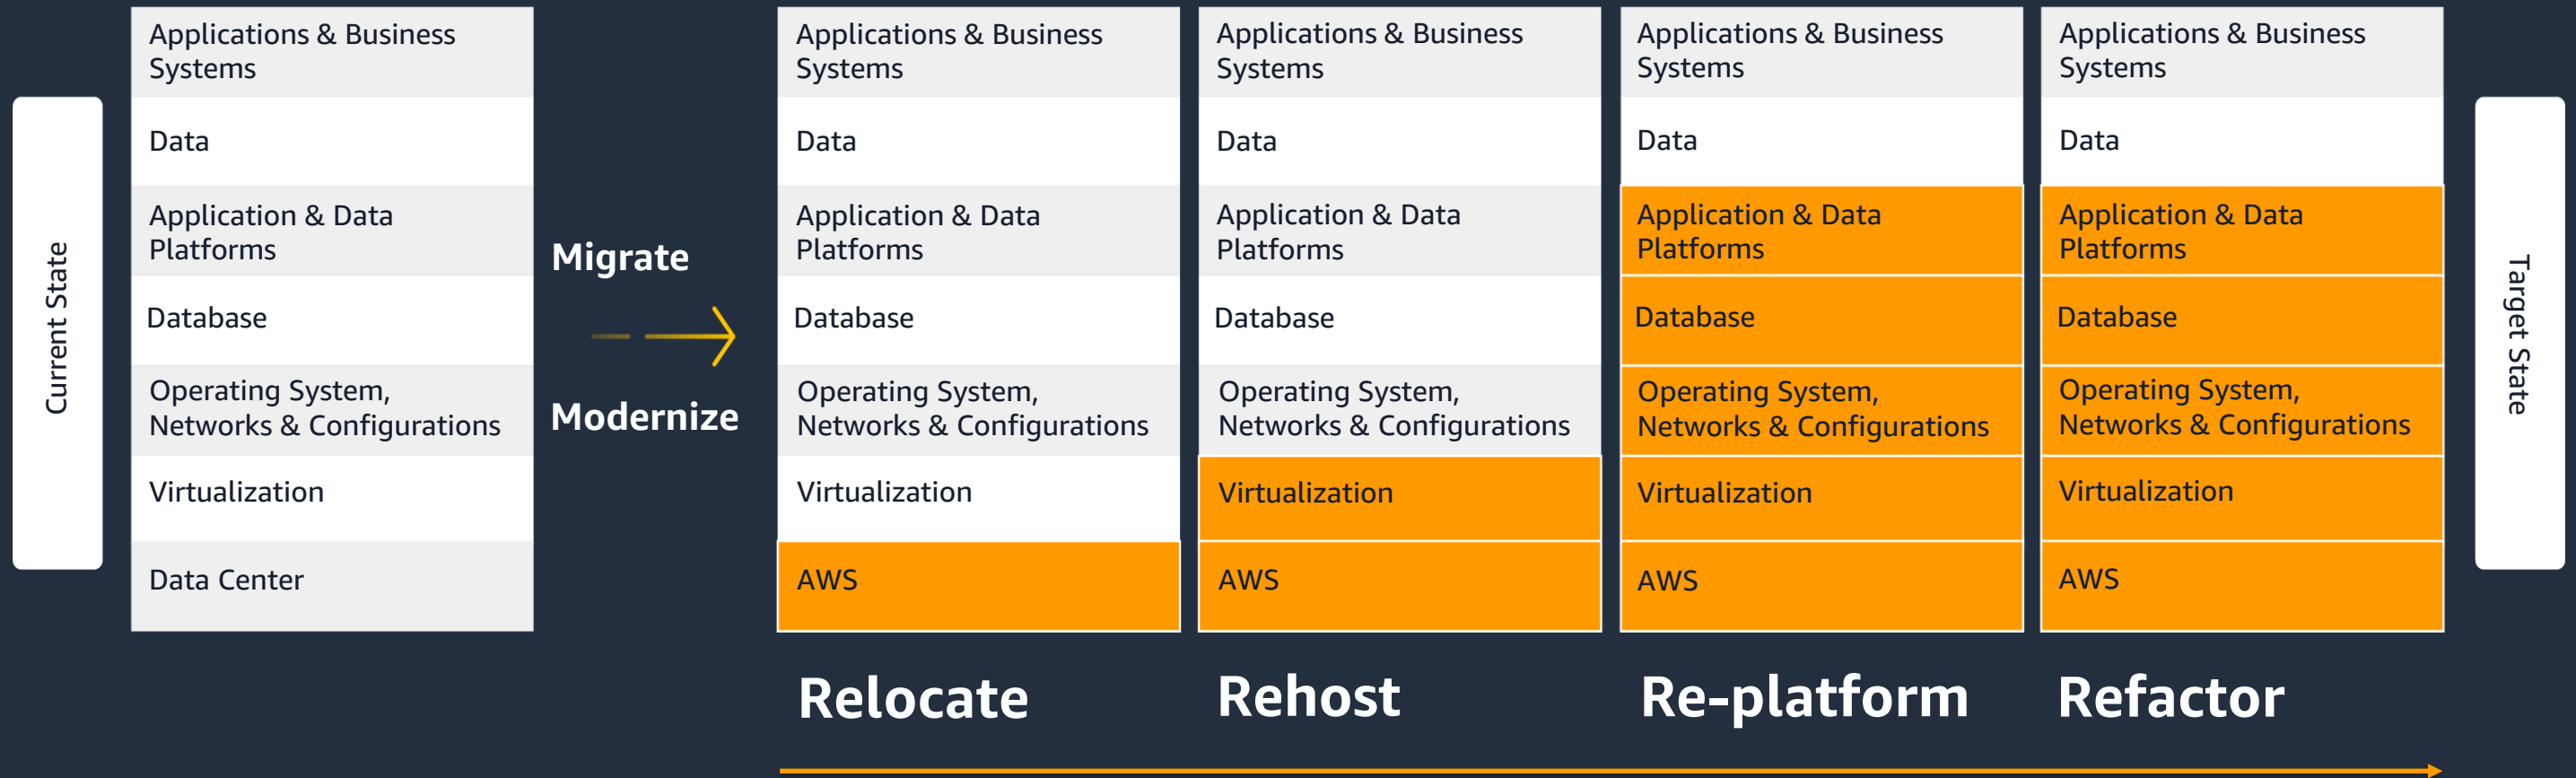 Current State
Applications & Business
Systems
Data
Application & Data
Platforms
Database
Operating System,
Networks & Configurations
Virtualization
Data Center
Migrate
Modernize
Applications & Business
Systems
Data
Application & Data
Platforms
Database
Operating System,
Networks & Configurations
Virtualization
AWS
Relocate
Applications & Business
Systems
Data
Application & Data
Platforms
Database
Operating System,
Networks & Configurations
Virtualization
AWS
Rehost
Applications & Business
Systems
Data
Application & Data
Platforms
Database
Operating System,
Networks & Configurations
Virtualization
AWS
Re-platform
Applications & Business
Systems
Data
Application & Data
Platforms
Database
Operating System,
Networks & Configurations
Virtualization
AWS
Refactor
Target State